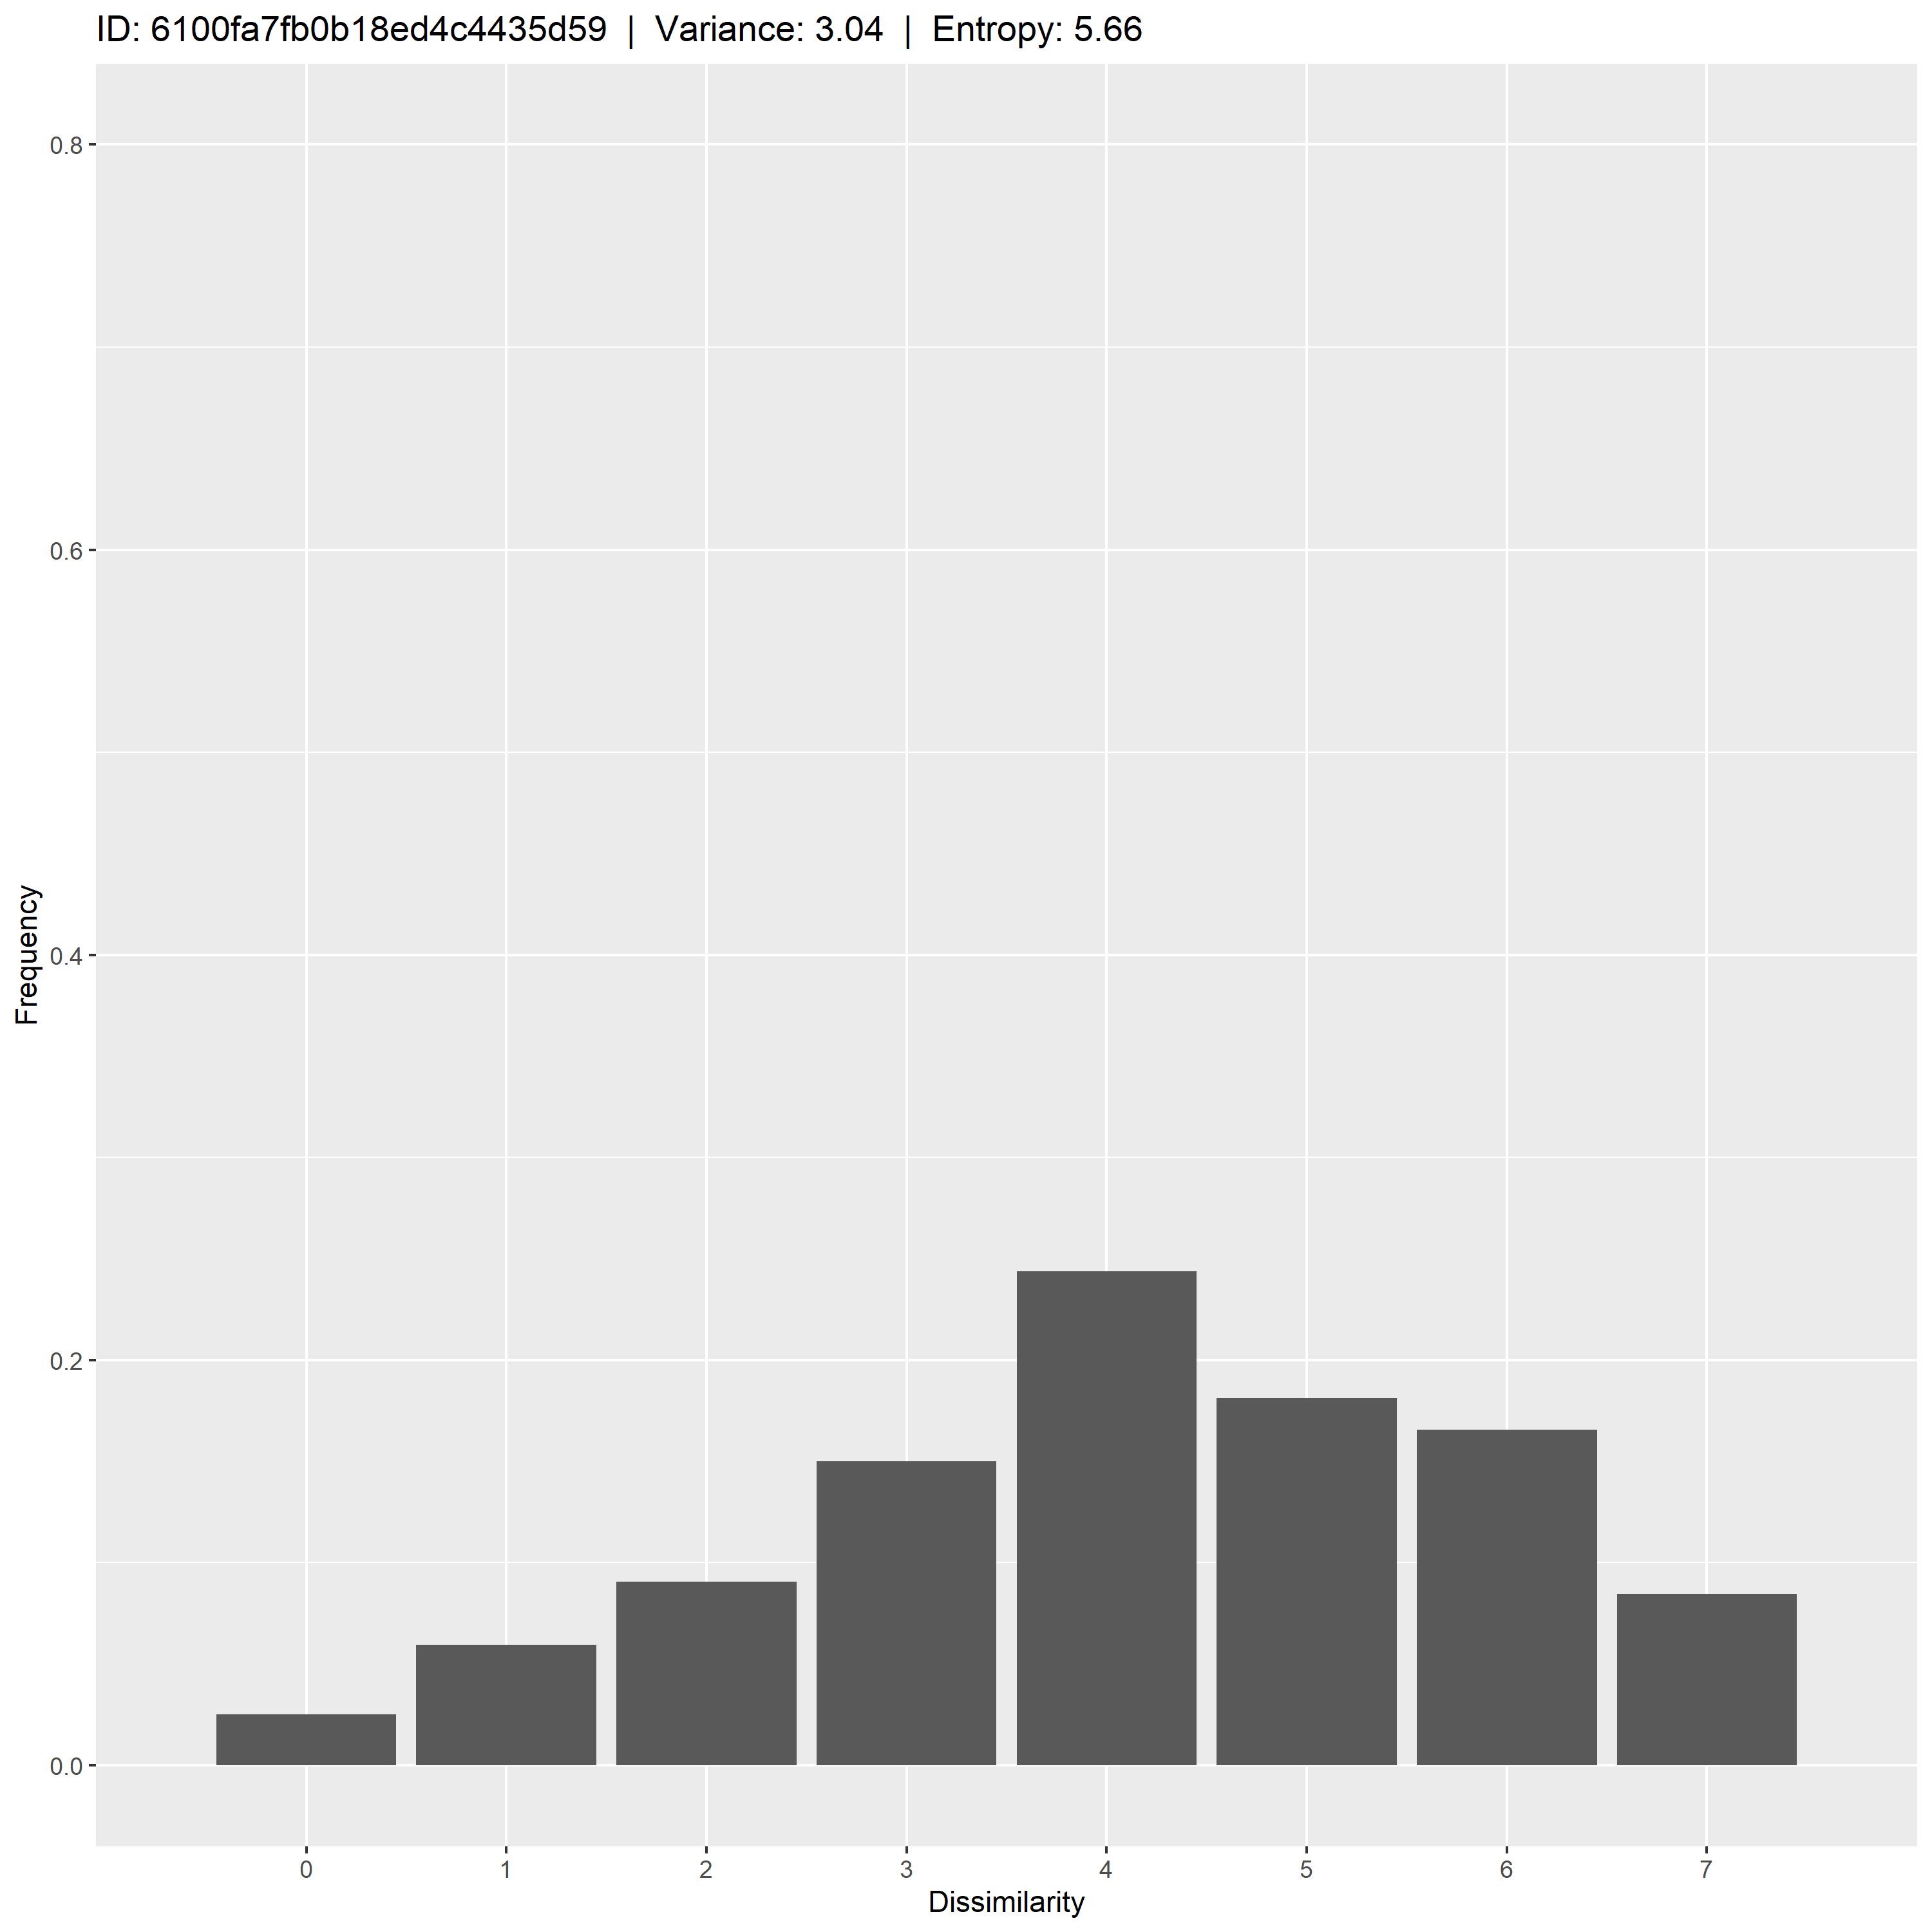 ID: 6100fa7fb0b18ed4c4435d59 | Variance: 3.04 | Entropy: 5.66
0.8
0.6
0.4
0.2
0.0
Frequency
0 1 2 3 4 5 6 7
Dissimilarity